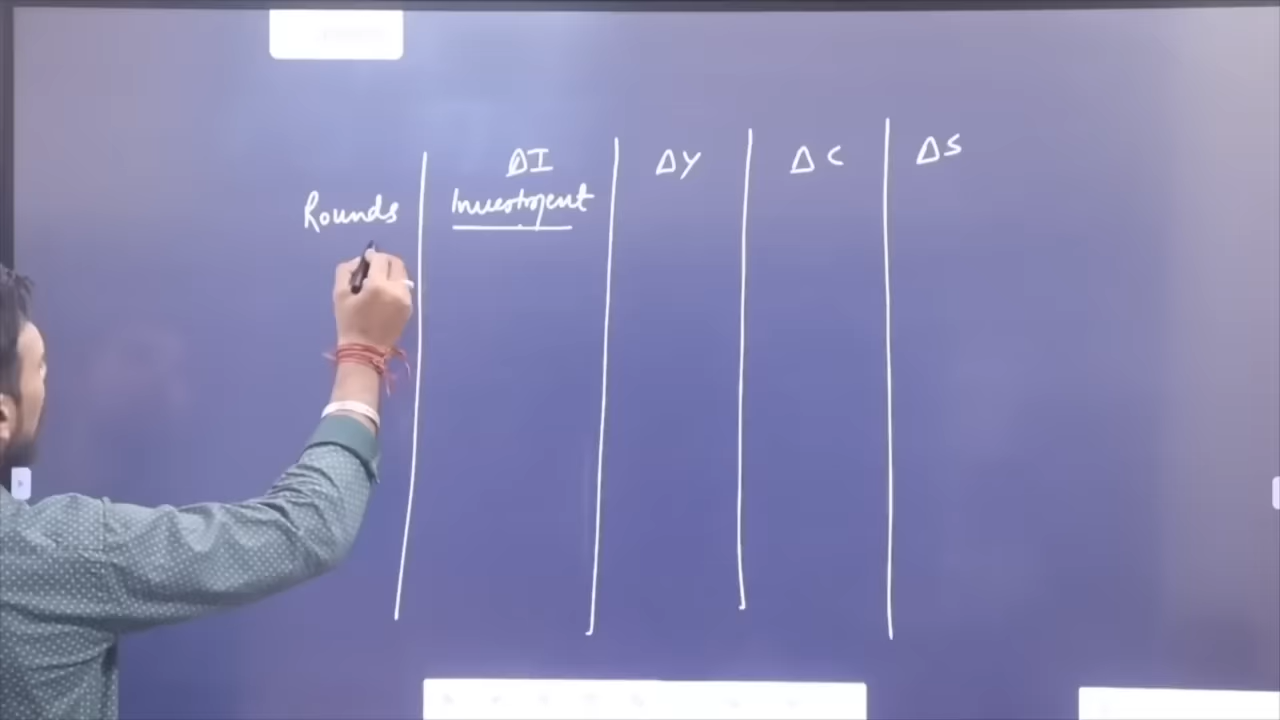 Rounds
ΔI
Investment
ΔY
ΔC
ΔS